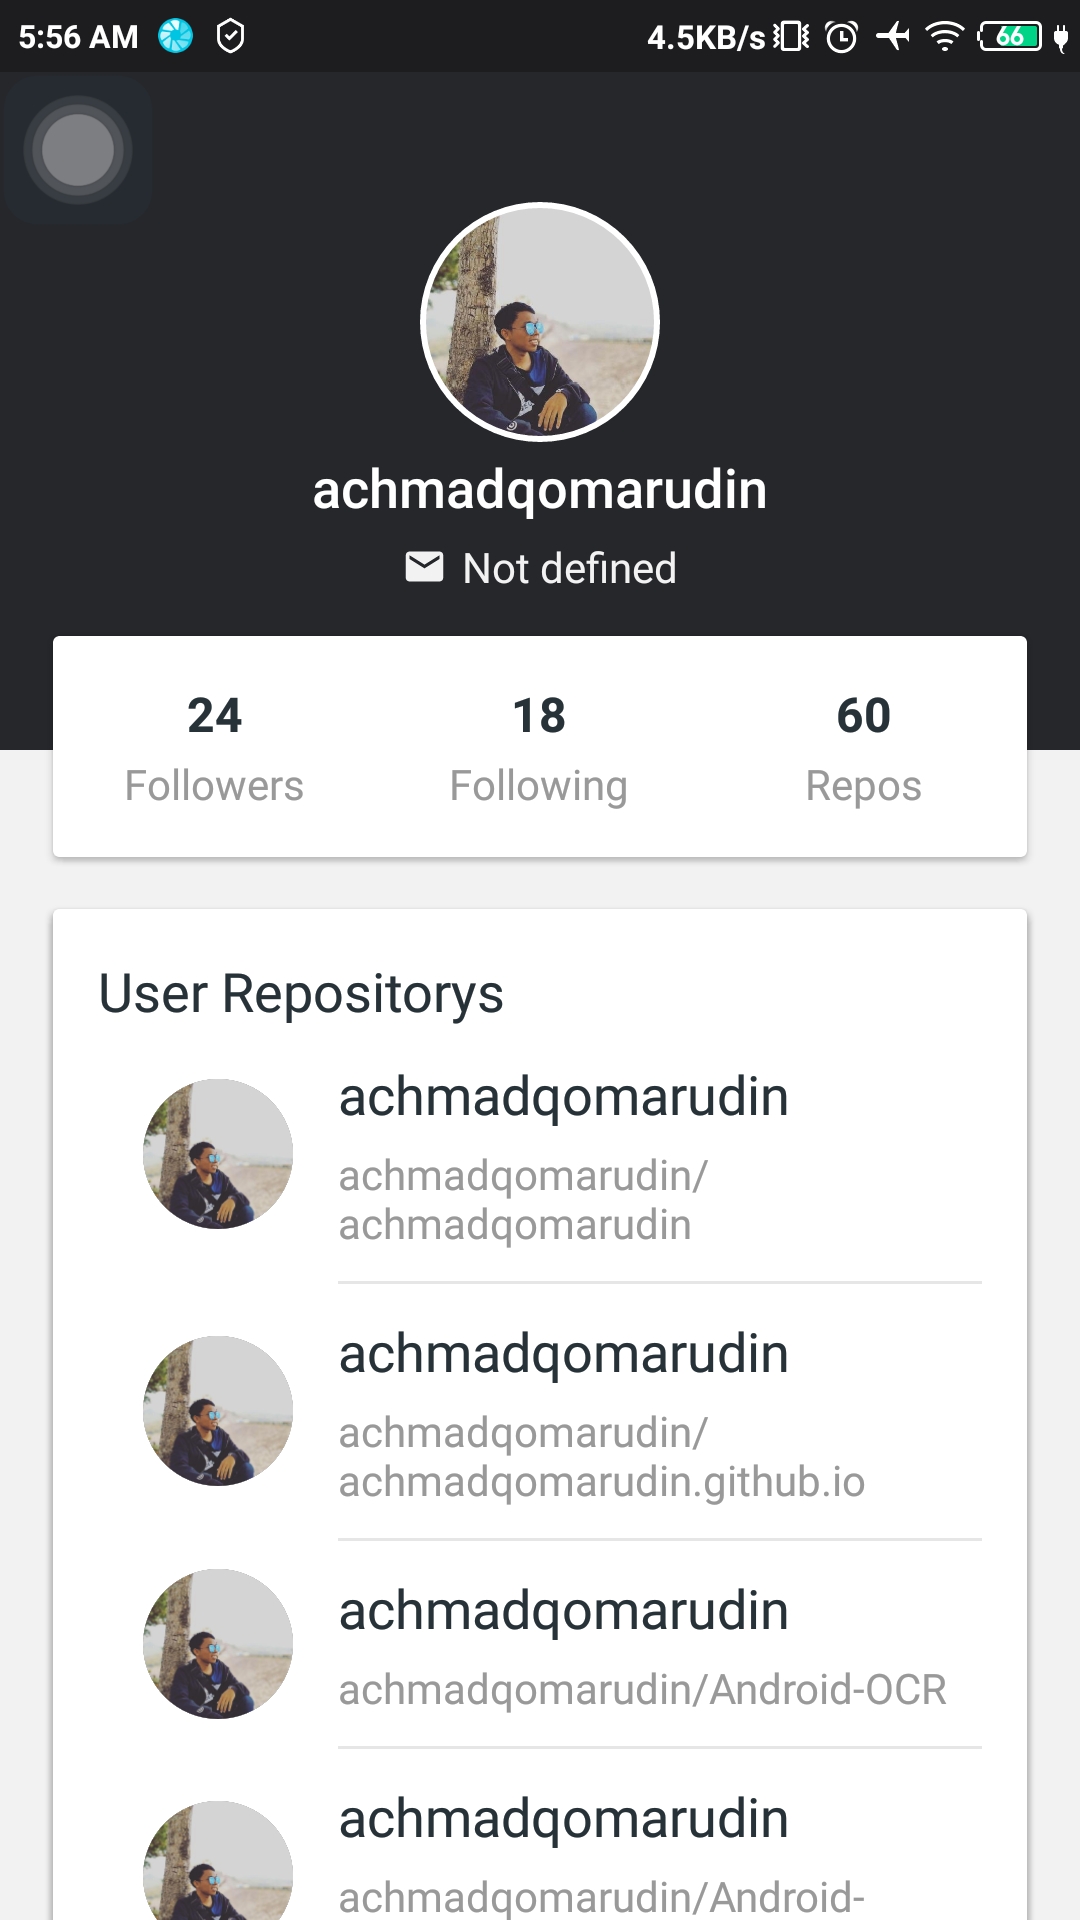 5:56 AM 4.5KB/s 66
achmadqomarudin
Not defined
24 18 60
Followers Following Repos
User Repositorys
achmadqomarudin
achmadqomarudin/
achmadqomarudin
achmadqomarudin
achmadqomarudin/
achmadqomarudin.github.io
achmadqomarudin
achmadqomarudin/Android-OCR
achmadqomarudin
achmadqomarudin/Android-